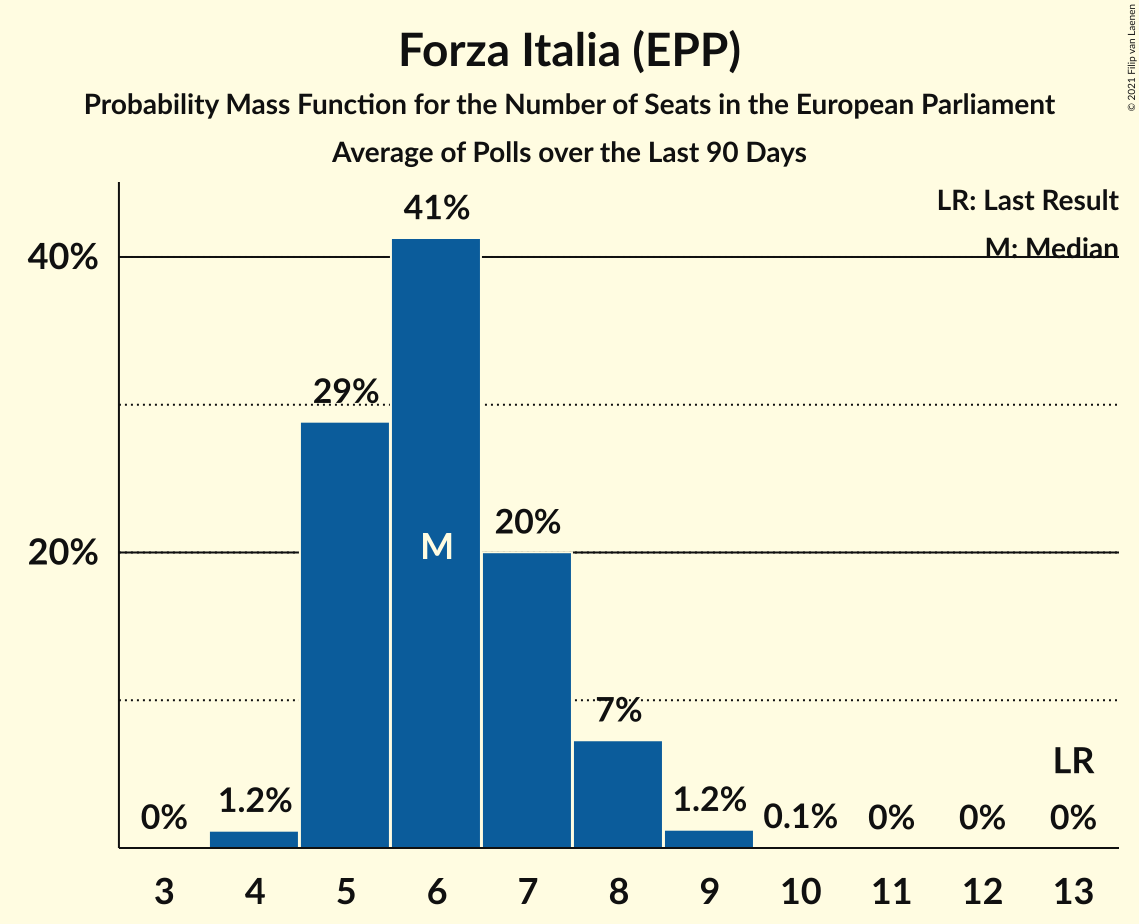 Forza Italia (EPP)
Probability Mass Function for the Number of Seats in the European Parliament
Average of Polls over the Last 90 Days
© 2021 Filip van Laenen
LR: Last Result
M: Median
40%
20%
0%
1.2%
29%
41%
M
20%
7%
1.2%
0.1%
0%
0%
LR
0%
3 4 5 6 7 8 9 10 11 12 13